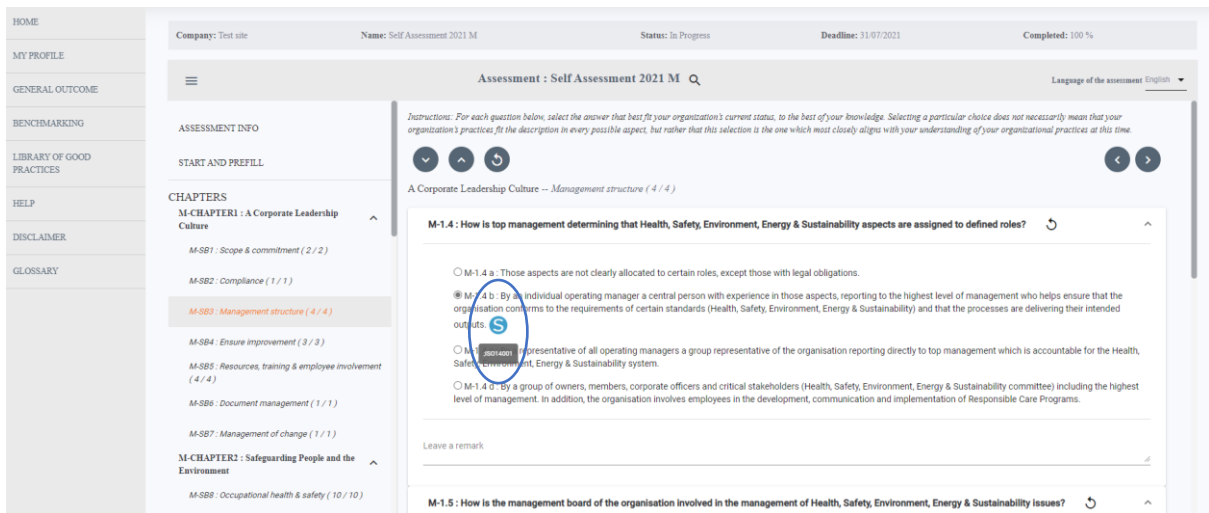 HOME
MY PROFILE
GENERAL OUTCOME
BENCHMARKING
LIBRARY OF GOOD
PRACTICES
HELP
DISCLAIMER
GLOSSARY
Company: Test site Name: Self Assessment 2021 M Status: In Progress Deadline: 31/07/2021 Completed: 100 %
Assessment : Self Assessment 2021 M Language of the assessment English
ASSESSMENT INFO
START AND PREFILL
CHAPTERS
M-CHAPTER1 : A Corporate Leadership
Culture
M-SB1 : Scope & commitment ( 2 / 2 )
M-SB2 : Compliance ( 1 / 1 )
M-SB3 : Management structure ( 4 / 4 )
M-SB4 : Ensure improvement ( 3 / 3 )
M-SB5 : Resources, training & employee involvement
( 4 / 4 )
M-SB6 : Document management ( 1 / 1 )
M-SB7 : Management of change ( 1 / 1 )
M-CHAPTER2 : Safeguarding People and the
Environment
M-SB8 : Occupational health & safety ( 10 / 10 )
Instructions: For each question below, select the answer that best fit your organization's current status, to the best of your knowledge. Selecting a particular choice does not necessarily mean that your
organization's practices fit the description in every possible aspect, but rather that this selection is the one which most closely aligns with your understanding of your organizational practices at this time.
A Corporate Leadership Culture -- Management structure ( 4 / 4 )
M-1.4 : How is top management determining that Health, Safety, Environment, Energy & Sustainability aspects are assigned to defined roles?
M-1.4 a : Those aspects are not clearly allocated to certain roles, except those with legal obligations.
M-1.4 b : By an individual operating manager a central person with experience in those aspects, reporting to the highest level of management who helps ensure that the
organisation conforms to the requirements of certain standards (Health, Safety, Environment, Energy & Sustainability) and that the processes are delivering their intended
outputs. S
ISO14001
representative of all operating managers a group representative of the organisation reporting directly to top management which is accountable for the Health,
Safety, Environment, Energy & Sustainability system.
M-1.4 d : By a group of owners, members, corporate officers and critical stakeholders (Health, Safety, Environment, Energy & Sustainability committee) including the highest
level of management. In addition, the organisation involves employees in the development, communication and implementation of Responsible Care Programs.
Leave a remark
M-1.5 : How is the management board of the organisation involved in the management of Health, Safety, Environment, Energy & Sustainability issues?